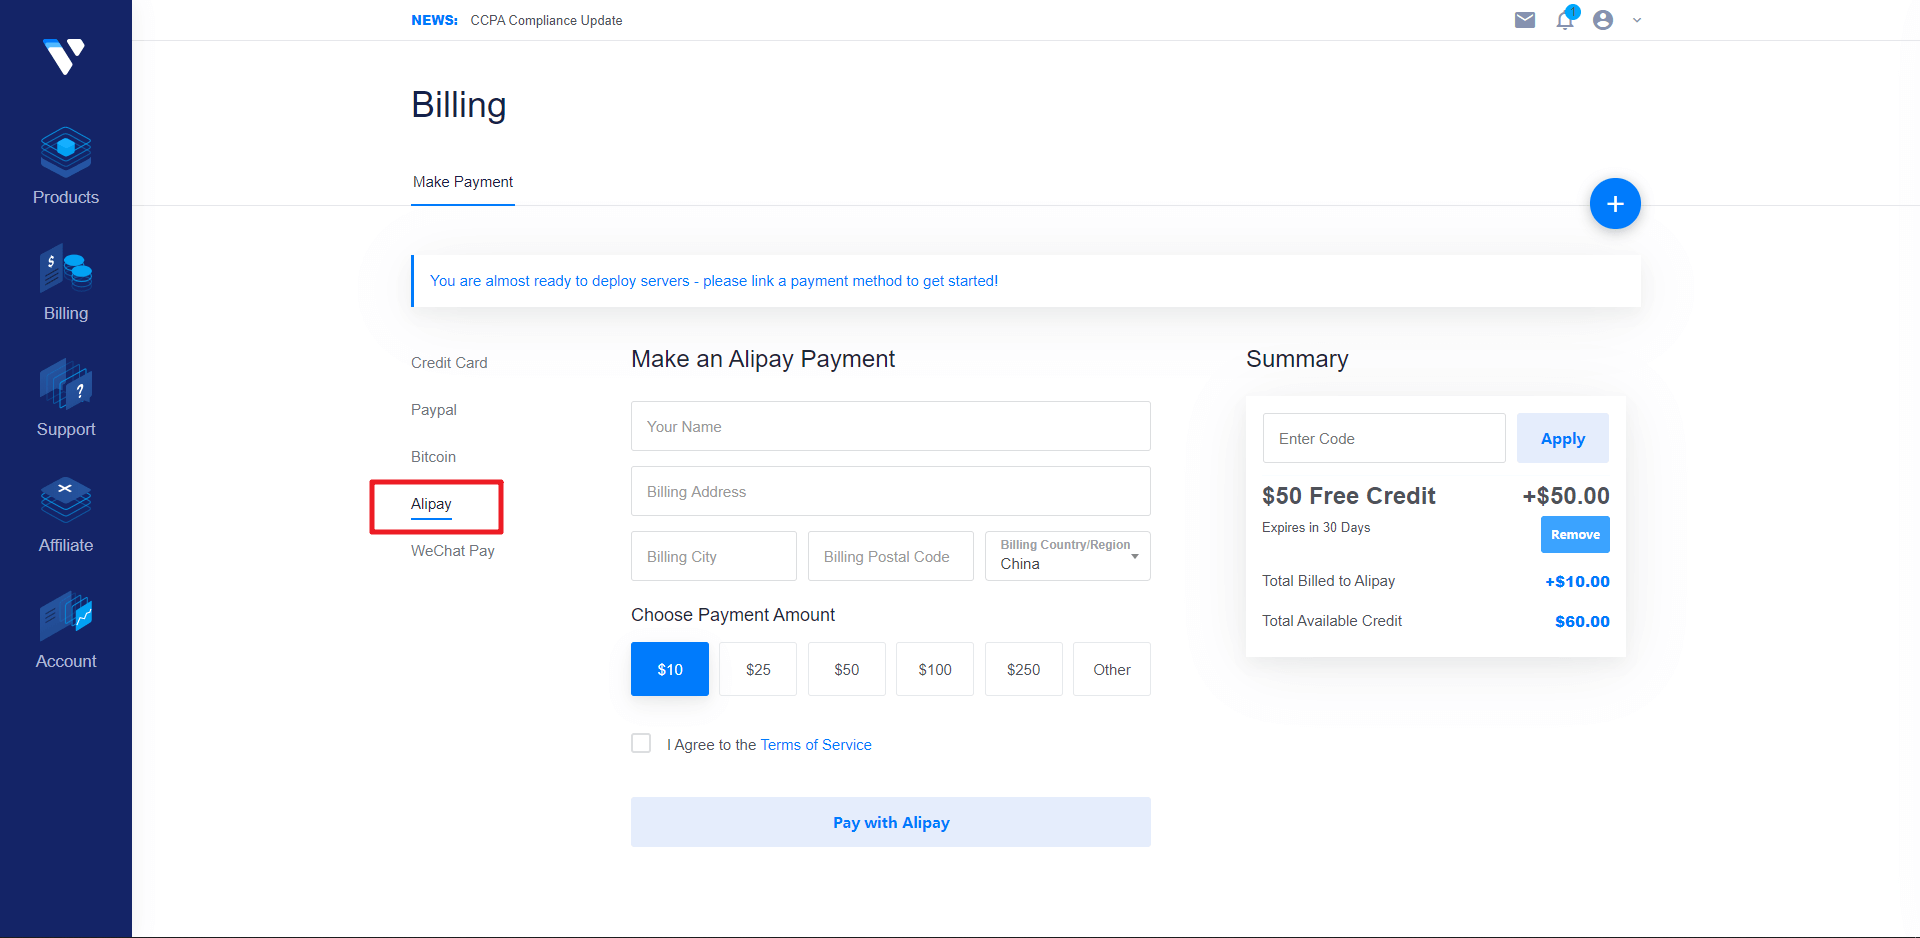 NEWS: CCPA Compliance Update
1
Billing
Make Payment
+
You are almost ready to deploy servers - please link a payment method to get started!
Products
$
Billing
?
Support
Affiliate
Account
Credit Card
Paypal
Bitcoin
Alipay
WeChat Pay
Make an Alipay Payment
Your Name
Billing Address
Billing City
Billing Postal Code
Billing Country/Region
China
Choose Payment Amount
$10
$25
$50
$100
$250
Other
I Agree to the Terms of Service
Pay with Alipay
Summary
Enter Code
Apply
$50 Free Credit +$50.00
Expires in 30 Days
Remove
Total Billed to Alipay +$10.00
Total Available Credit $60.00